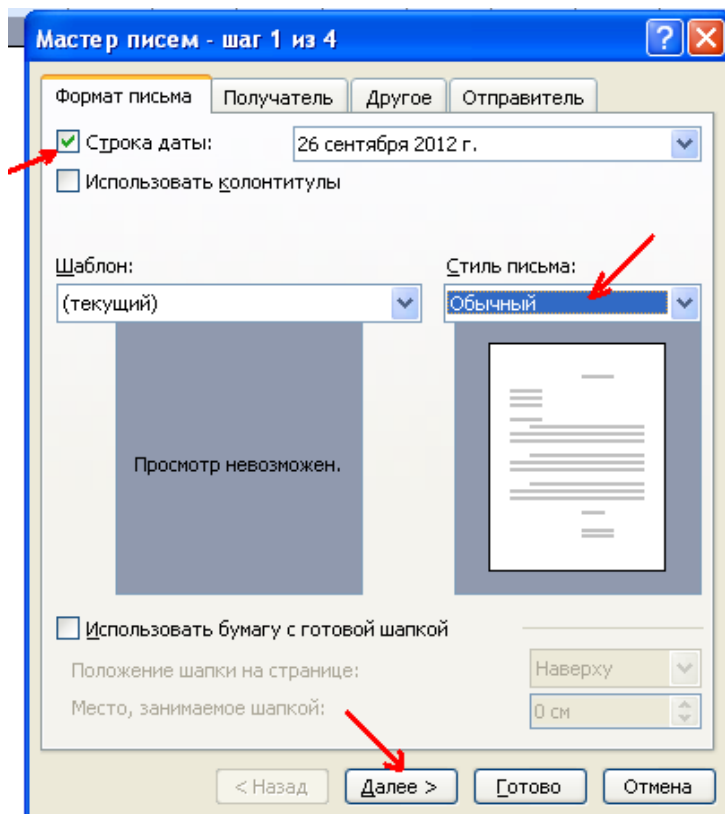 Мастер писем - шаг 1 из 4
Формат письма Получатель Другое Отправитель
Строка даты: 26 сентября 2012 г.
Использовать колонтитулы
Шаблон: Стиль письма:
(текущий) Обычный
Просмотр невозможен.
Использовать бумагу с готовой шапкой
Положение шапки на странице: Наверху
Место, занимаемое шапкой: 0 см
< Назад Далее > Готово Отмена